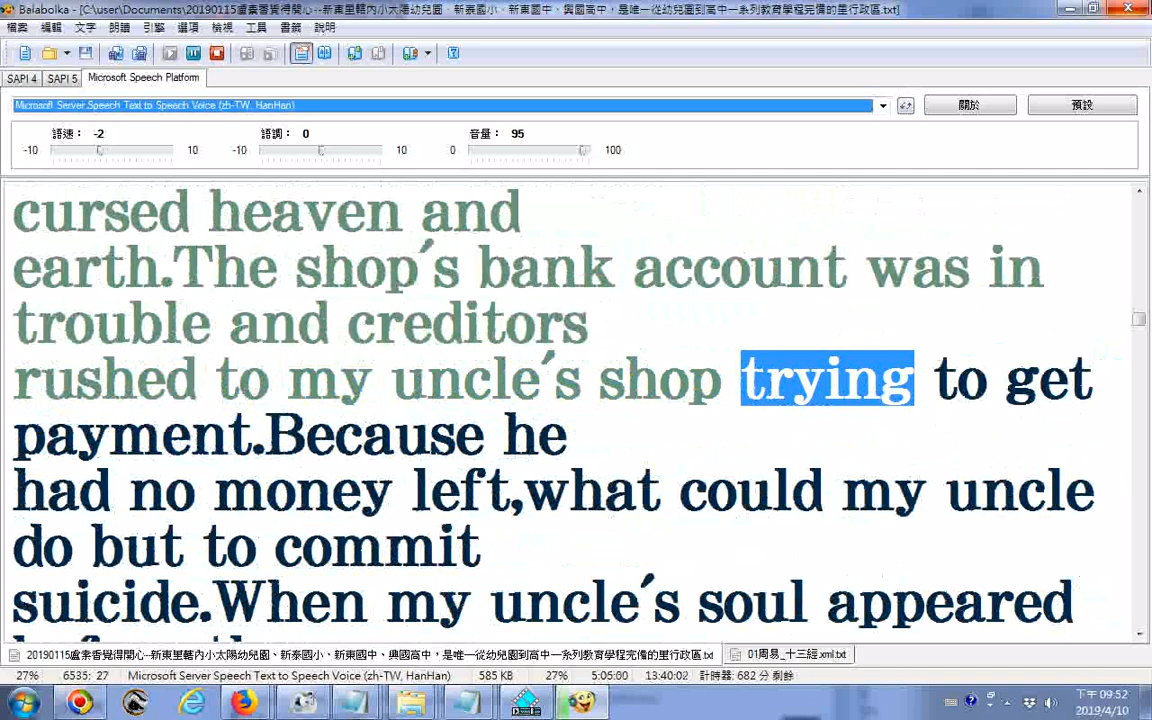 Balabolka - [C:\user\Documents\20190115盧素香覺得開心--新東里轄內小太陽幼兒園、新泰國小、新東國中、興國高中，是唯一從幼兒園到高中一系列教育學程完備的里行政區.txt]
檔案 編輯 文字 朗讀 引擎 選項 檢視 工具 書籤 說明
SAPI 4 SAPI 5 Microsoft Speech Platform
Microsoft Server Speech Text to Speech Voice (zh-TW, HanHan)
關於 預設
語速： -2 語調： 0 音量： 95
-10 10 -10 10 0 100
cursed heaven and
earth.The shop′s bank account was in
trouble and creditors
rushed to my uncle′s shop trying to get
payment.Because he
had no money left,what could my uncle
do but to commit
suicide.When my uncle′s soul appeared
20190115盧素香覺得開心--新東里轄內小太陽幼兒園、新泰國小、新東國中、興國高中，是唯一從幼兒園到高中一系列教育學程完備的里行政區.txt 01周易_十三經.xml.txt
27% 6535: 27 Microsoft Server Speech Text to Speech Voice (zh-TW, HanHan) 585 KB 27% 5:05:00 13:40:02 計時器: 682 分 剩餘
下午 09:52
2019/4/10